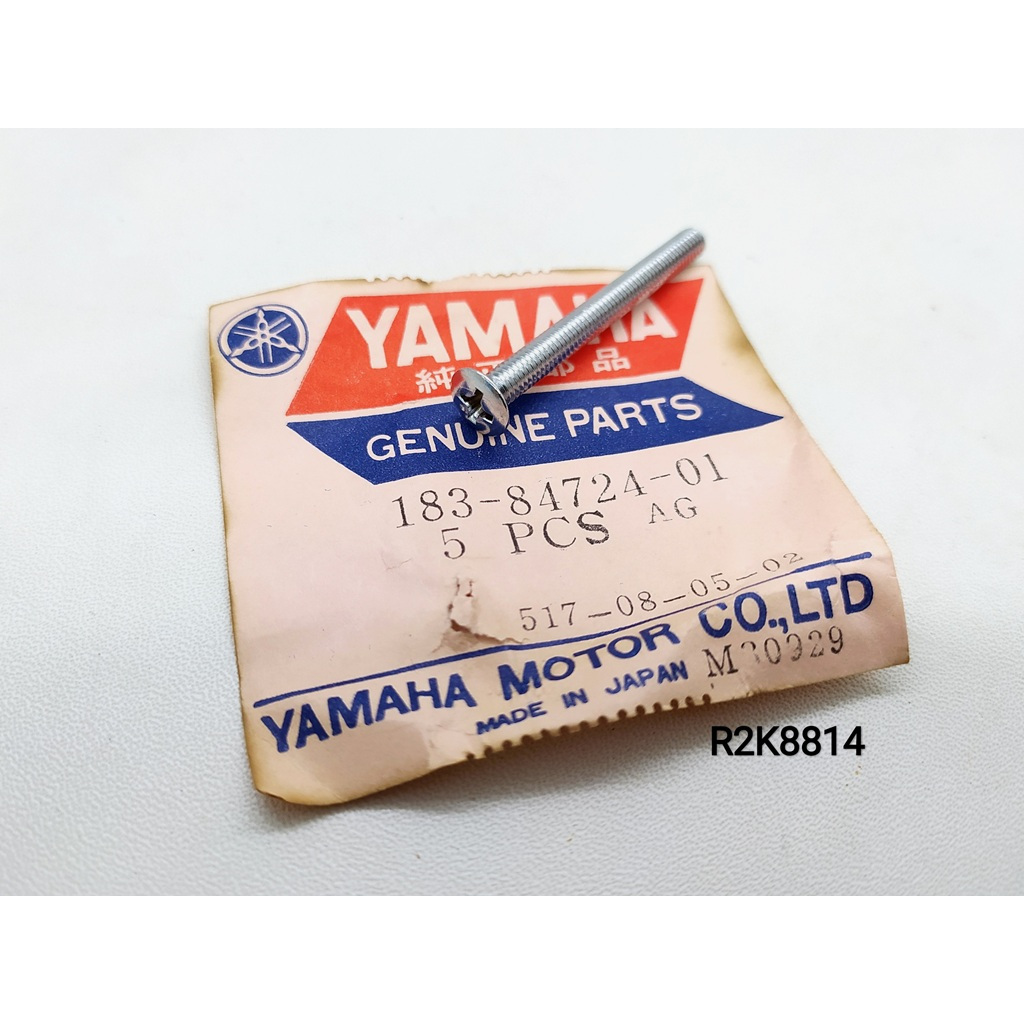 YAMAHA
純正部品
GENUINE PARTS
183-84724-01
5 PCS AG
517-08-05-02
YAMAHA MOTOR CO.,LTD
MADE IN JAPAN M30929
R2K8814